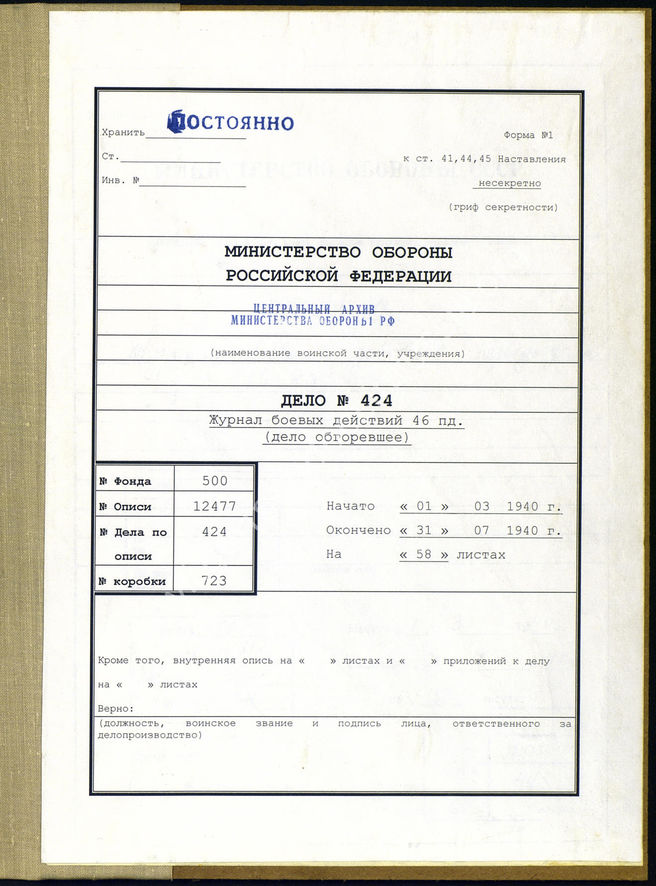 Хранить ПОСТОЯННО
Форма №1
Ст.
к ст. 41,44,45 Наставления
Инв. №
несекретно
(гриф секретности)
МИНИСТЕРСТВО ОБОРОНЫ
РОССИЙСКОЙ ФЕДЕРАЦИИ
ЦЕНТРАЛЬНЫЙ АРХИВ
МИНИСТЕРСТВА ОБОРОНЫ РФ
(наименование воинской части, учреждения)
ДЕЛО № 424
Журнал боевых действий 46 пд.
(дело обгоревшее)
№ Фонда 500
№ Описи 12477
№ Дела по описи 424
№ коробки 723
Начато « 01 » 03 1940 г.
Окончено « 31 » 07 1940 г.
На « 58 » листах
Кроме того, внутренняя опись на « » листах и « » приложений к делу
на « » листах
Верно:
(должность, воинское звание и подпись лица, ответственного за
делопроизводство)